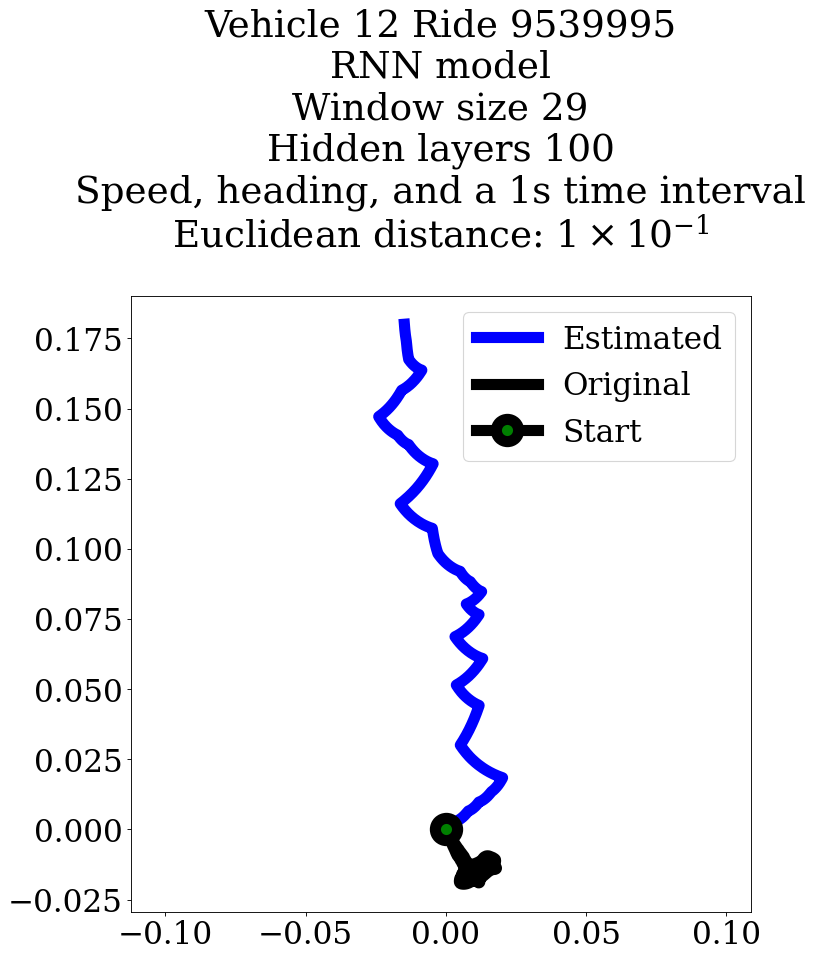 Vehicle 12 Ride 9539995
RNN model
Window size 29
Hidden layers 100
Speed, heading, and a 1s time interval
Euclidean distance: 1 × 10⁻¹
Estimated
Original
Start
0.175
0.150
0.125
0.100
0.075
0.050
0.025
0.000
−0.025
−0.10 −0.05 0.00 0.05 0.10